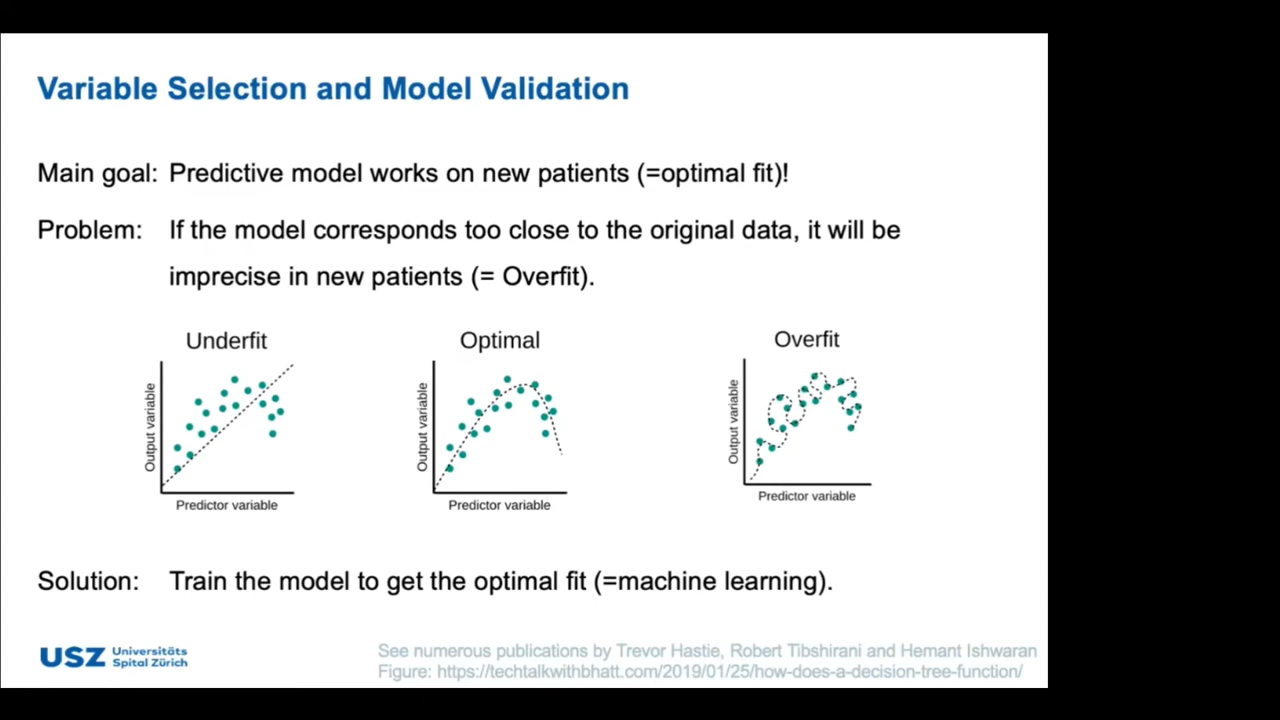 Variable Selection and Model Validation
Main goal: Predictive model works on new patients (=optimal fit)!
Problem: If the model corresponds too close to the original data, it will be
imprecise in new patients (= Overfit).
Underfit
Optimal
Overfit
Output variable
Predictor variable
Output variable
Predictor variable
Output variable
Predictor variable
Solution: Train the model to get the optimal fit (=machine learning).
USZ Universitäts
Spital Zürich
See numerous publications by Trevor Hastie, Robert Tibshirani and Hemant Ishwaran
Figure: https://techtalkwithbhatt.com/2019/01/25/how-does-a-decision-tree-function/